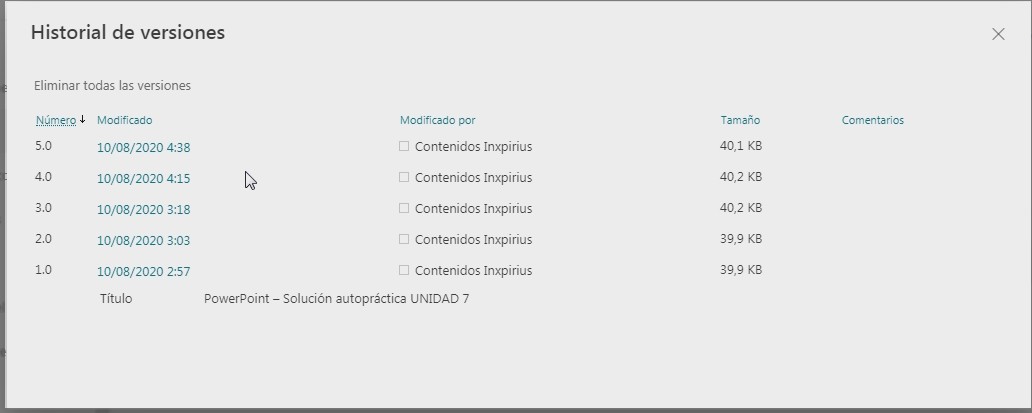 Historial de versiones
Eliminar todas las versiones
Número Modificado Modificado por Tamaño Comentarios
5.0 10/08/2020 4:38 Contenidos Inxpirius 40,1 KB
4.0 10/08/2020 4:15 Contenidos Inxpirius 40,2 KB
3.0 10/08/2020 3:18 Contenidos Inxpirius 40,2 KB
2.0 10/08/2020 3:03 Contenidos Inxpirius 39,9 KB
1.0 10/08/2020 2:57 Contenidos Inxpirius 39,9 KB
Título PowerPoint – Solución autopráctica UNIDAD 7